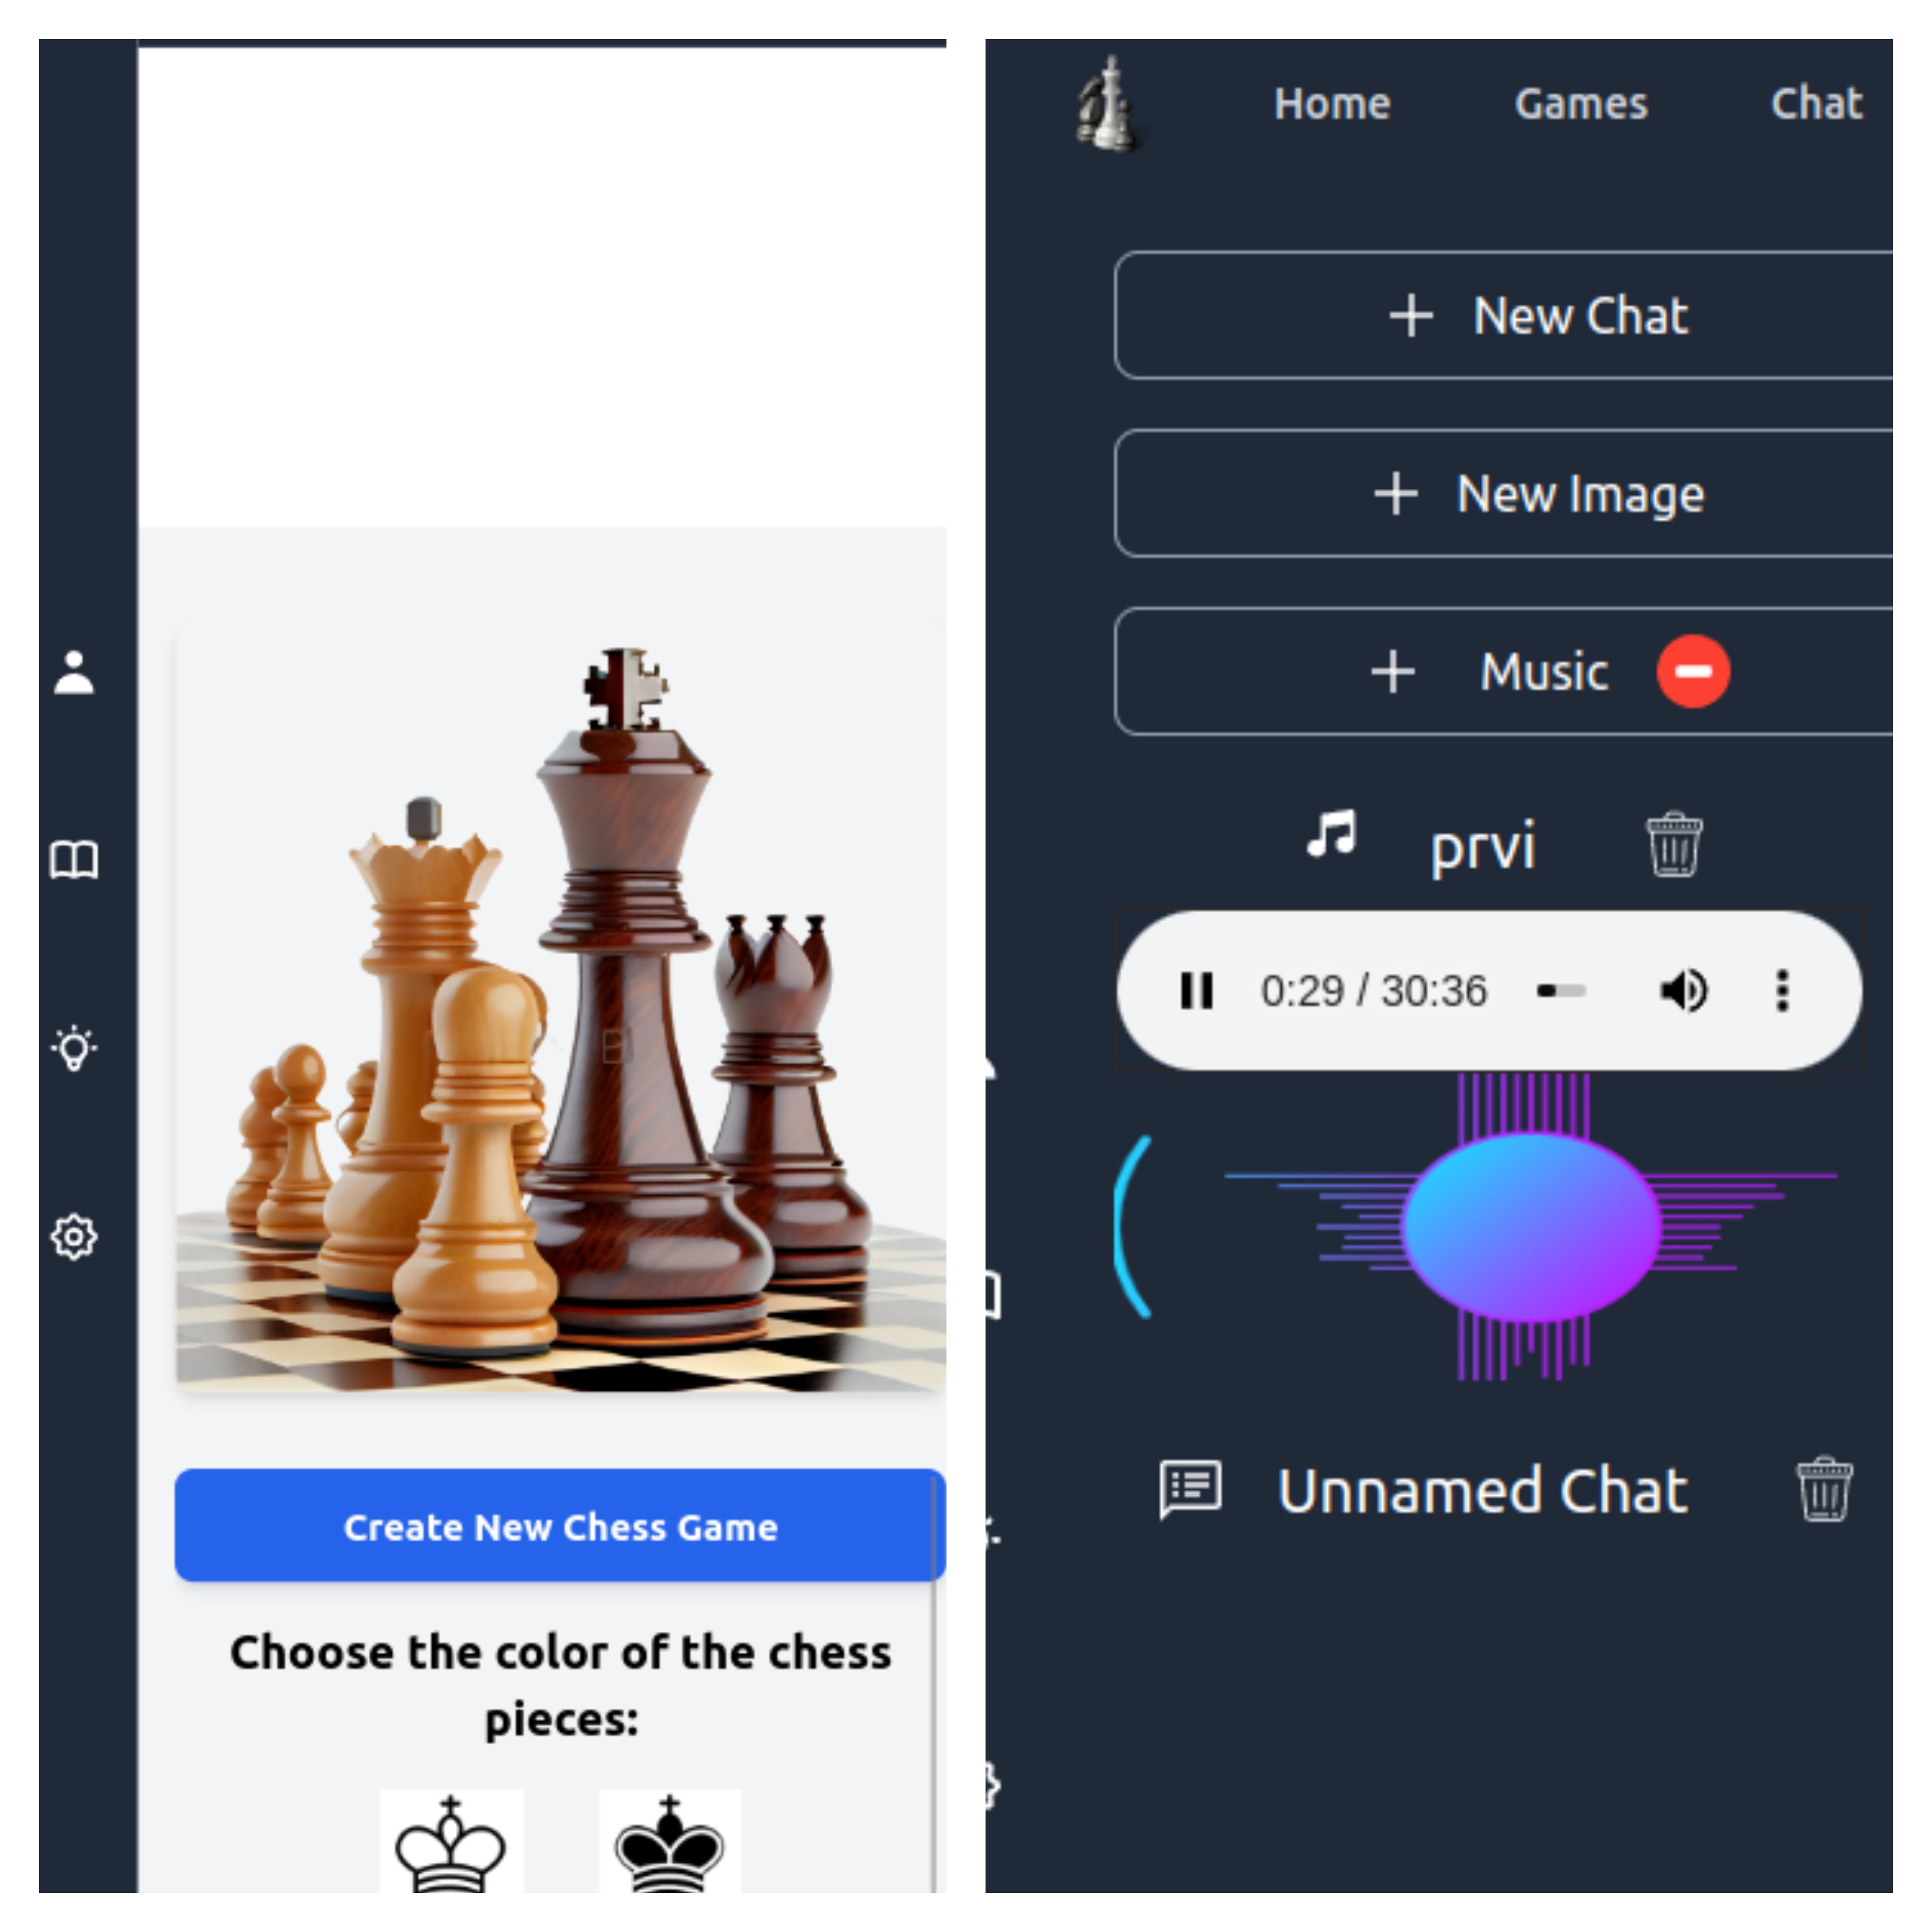 Create New Chess Game
Choose the color of the chess
pieces:
Home Games Chat
New Chat
New Image
Music
prvi
0:29 / 30:36
Unnamed Chat